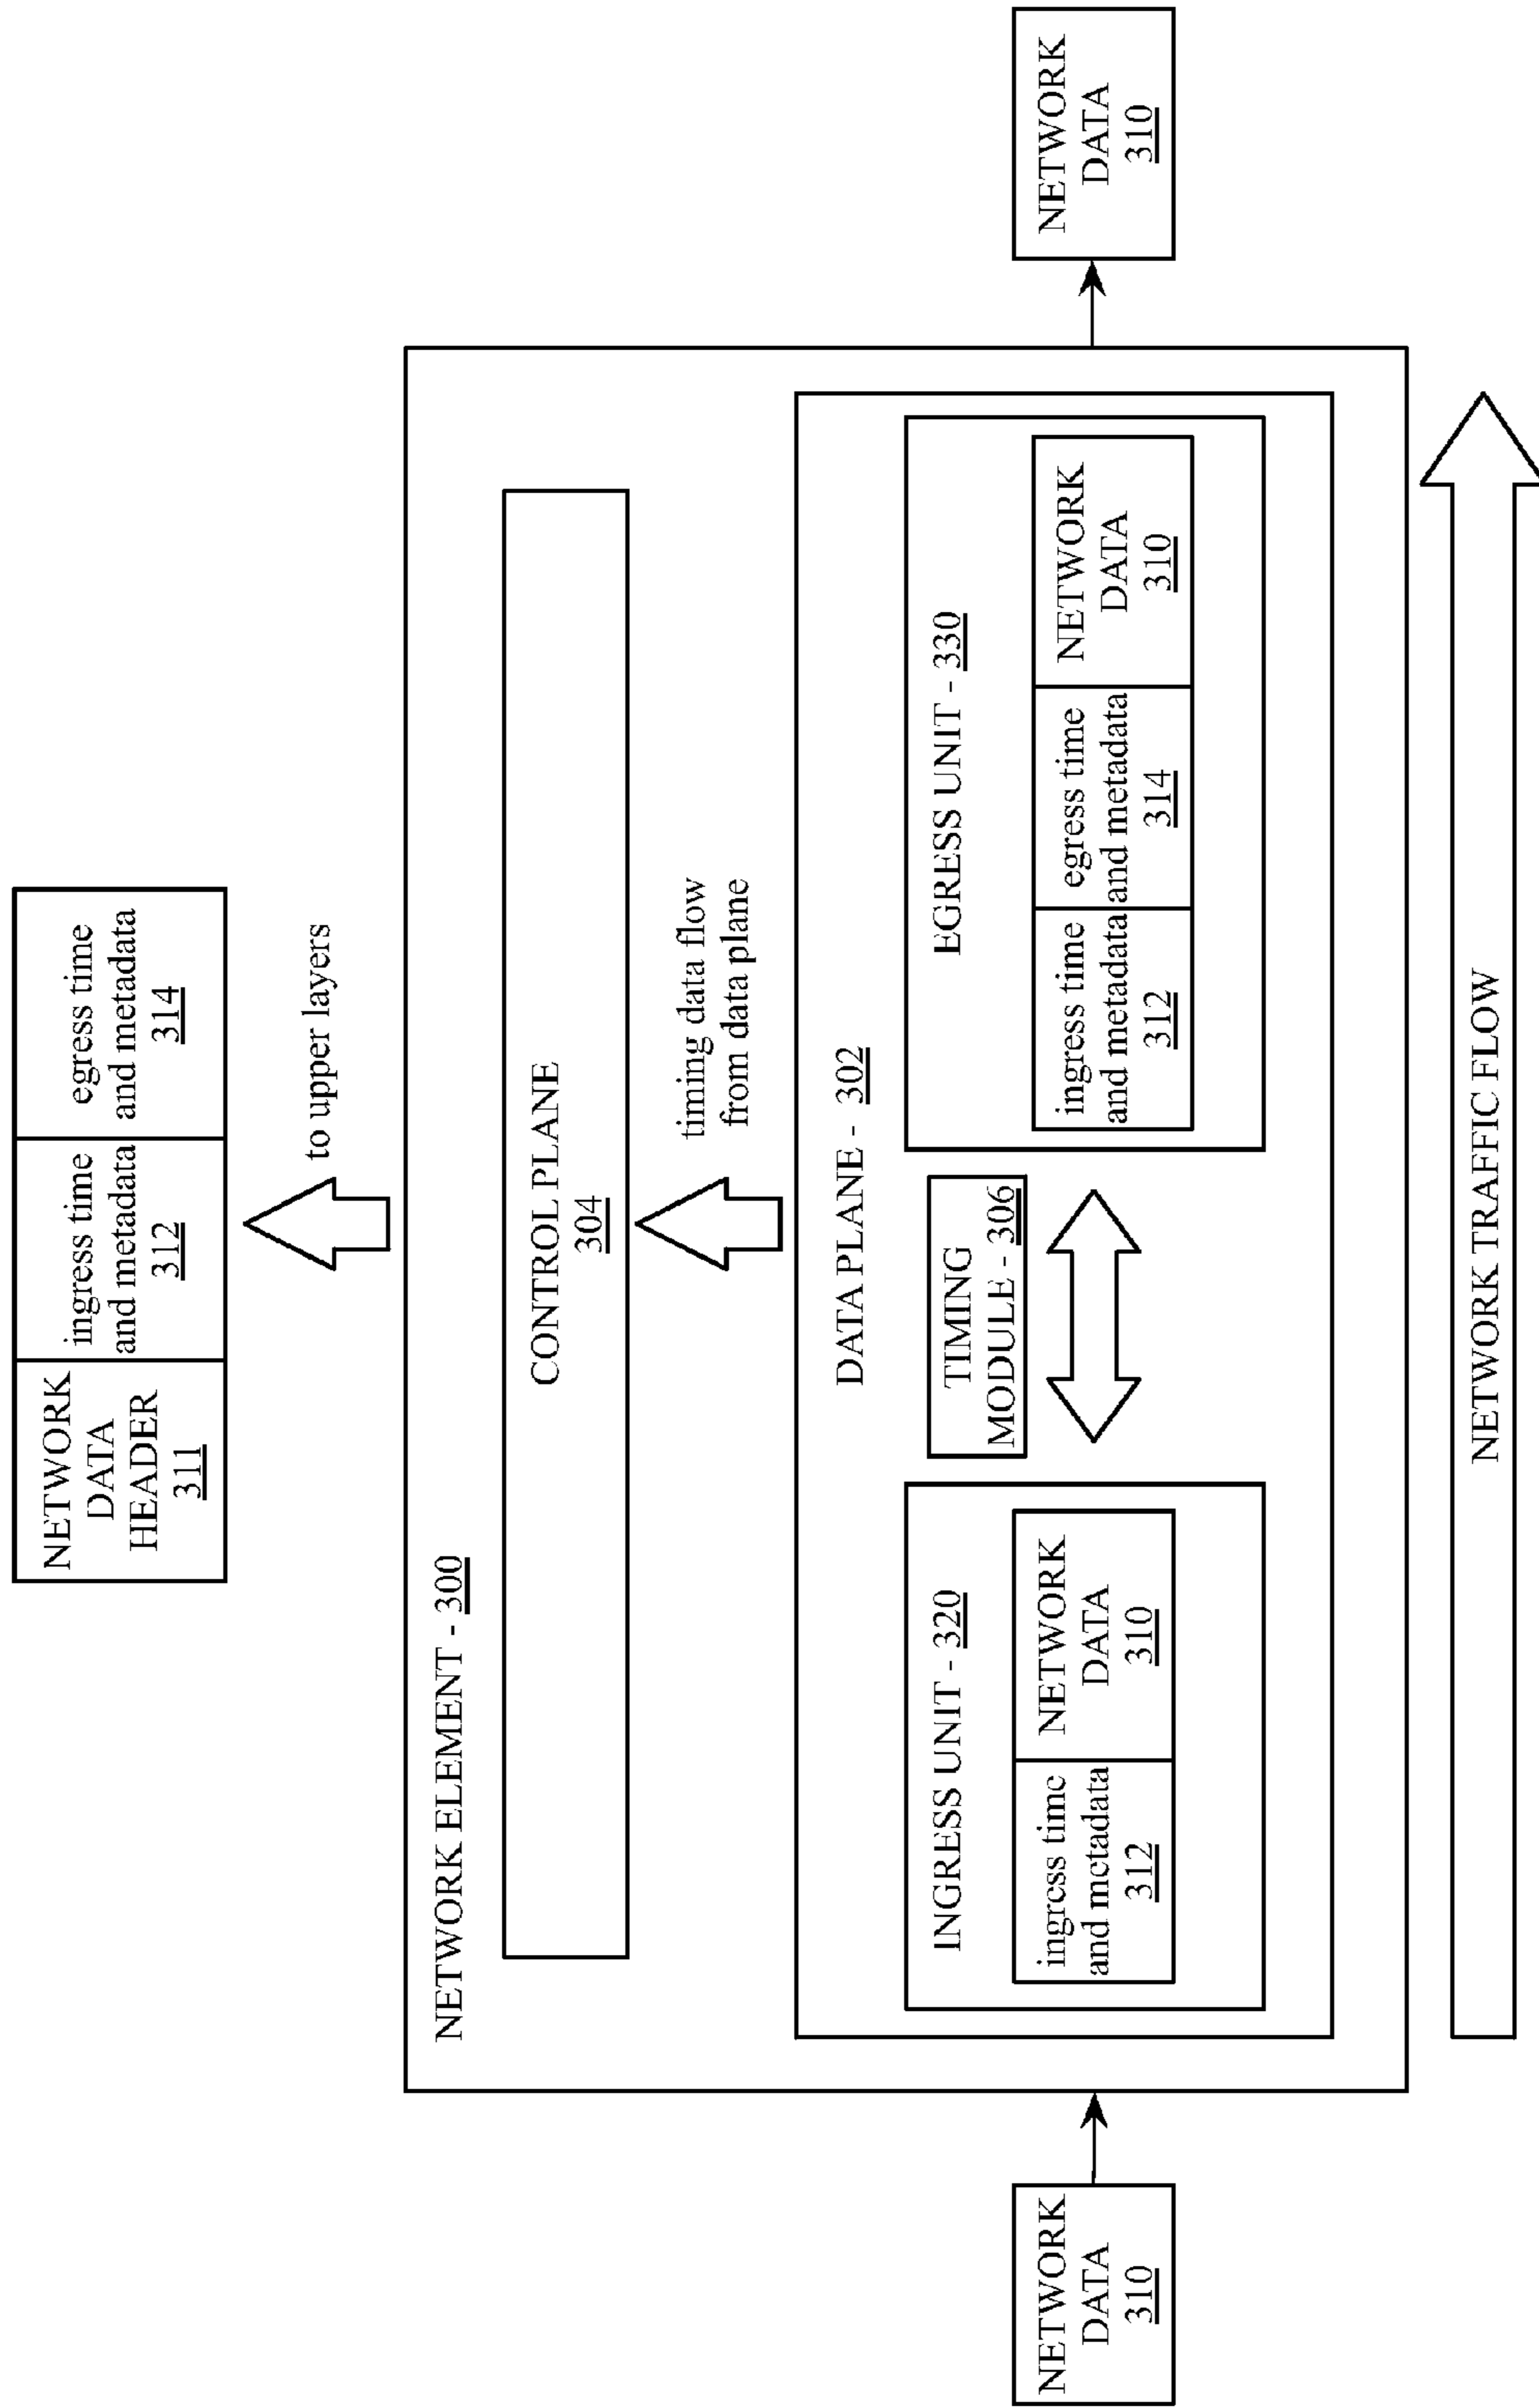 NETWORK
DATA
HEADER
311
ingress time
and metadata
312
egress time
and metadata
314
to upper layers
NETWORK ELEMENT - 300
CONTROL PLANE
304
timing data flow
from data plane
DATA PLANE - 302
INGRESS UNIT - 320
ingress time
and metadata
312
NETWORK
DATA
310
TIMING
MODULE - 306
EGRESS UNIT - 330
ingress time
and metadata
312
egress time
and metadata
314
NETWORK
DATA
310
NETWORK
DATA
310
NETWORK
DATA
310
NETWORK TRAFFIC FLOW